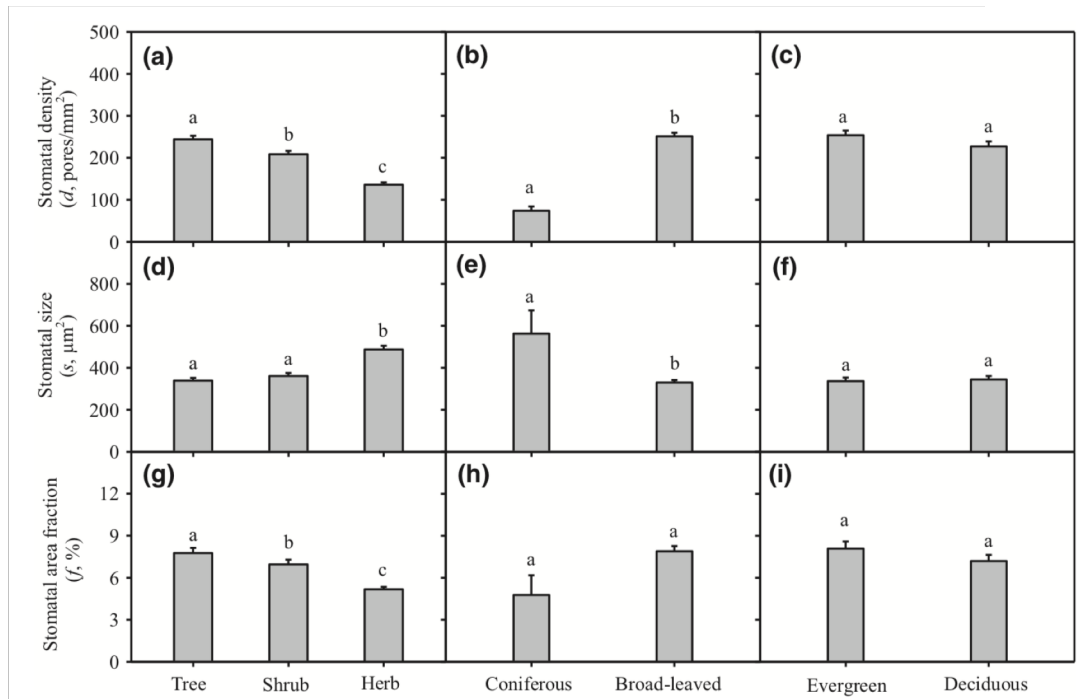 (a)
(b)
(c)
Stomatal density
(d, pores/mm²)
500
400
300
200
100
0
a
b
c
a
b
a
a
(d)
(e)
(f)
Stomatal size
(s, µm²)
800
600
400
200
0
a
a
b
a
b
a
a
(g)
(h)
(i)
Stomatal area fraction
(f, %)
12
9
6
3
0
a
b
c
a
a
a
a
Tree Shrub Herb Coniferous Broad-leaved Evergreen Deciduous